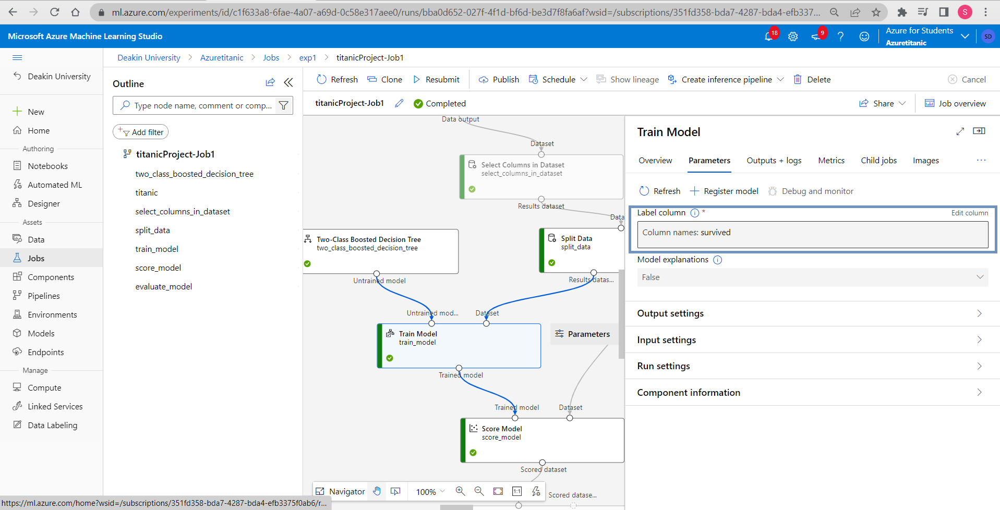 ml.azure.com/experiments/id/c1f633a8-6fae-4a07-a69d-0c58e317aee0/runs/bba0d652-027f-4f1d-bf6d-be3d7f8fa6af?wsid=/subscriptions/351fd358-bda7-4287-bda4-efb337...
S
Microsoft Azure Machine Learning Studio
18
9
Azure for Students
Azuretitanic
SD
Deakin University
Azuretitanic
Jobs
exp1
titanicProject-Job1
Deakin University
New
Home
Authoring
Notebooks
Automated ML
Designer
Assets
Data
Jobs
Components
Pipelines
Environments
Models
Endpoints
Manage
Compute
Linked Services
Data Labeling
Outline
Type node name, comment or comp...
Add filter
titanicProject-Job1
two_class_boosted_decision_tree
titanic
select_columns_in_dataset
split_data
train_model
score_model
evaluate_model
Refresh
Clone
Resubmit
Publish
Schedule
Show lineage
Create inference pipeline
Delete
Cancel
titanicProject-Job1
Completed
Share
Job overview
Data output
Dataset
Select Columns in Dataset
select_columns_in_dataset
Results dataset
Data
Two-Class Boosted Decision Tree
two_class_boosted_decision_tree
Split Data
split_data
Untrained model
Results datas...
Untrained mod...
Dataset
Train Model
train_model
Parameters
Trained model
Trained model
Dataset
Score Model
score_model
Scored dataset
Navigator
100%
1:1
Scored datase...
Train Model
Overview
Parameters
Outputs + logs
Metrics
Child jobs
Images
...
Refresh
Register model
Debug and monitor
Label column
*
Edit column
Column names: survived
Model explanations
False
Output settings
Input settings
Run settings
Component information
https://ml.azure.com/home?wsid=/subscriptions/351fd358-bda7-4287-bda4-efb3375f0ab6/r...